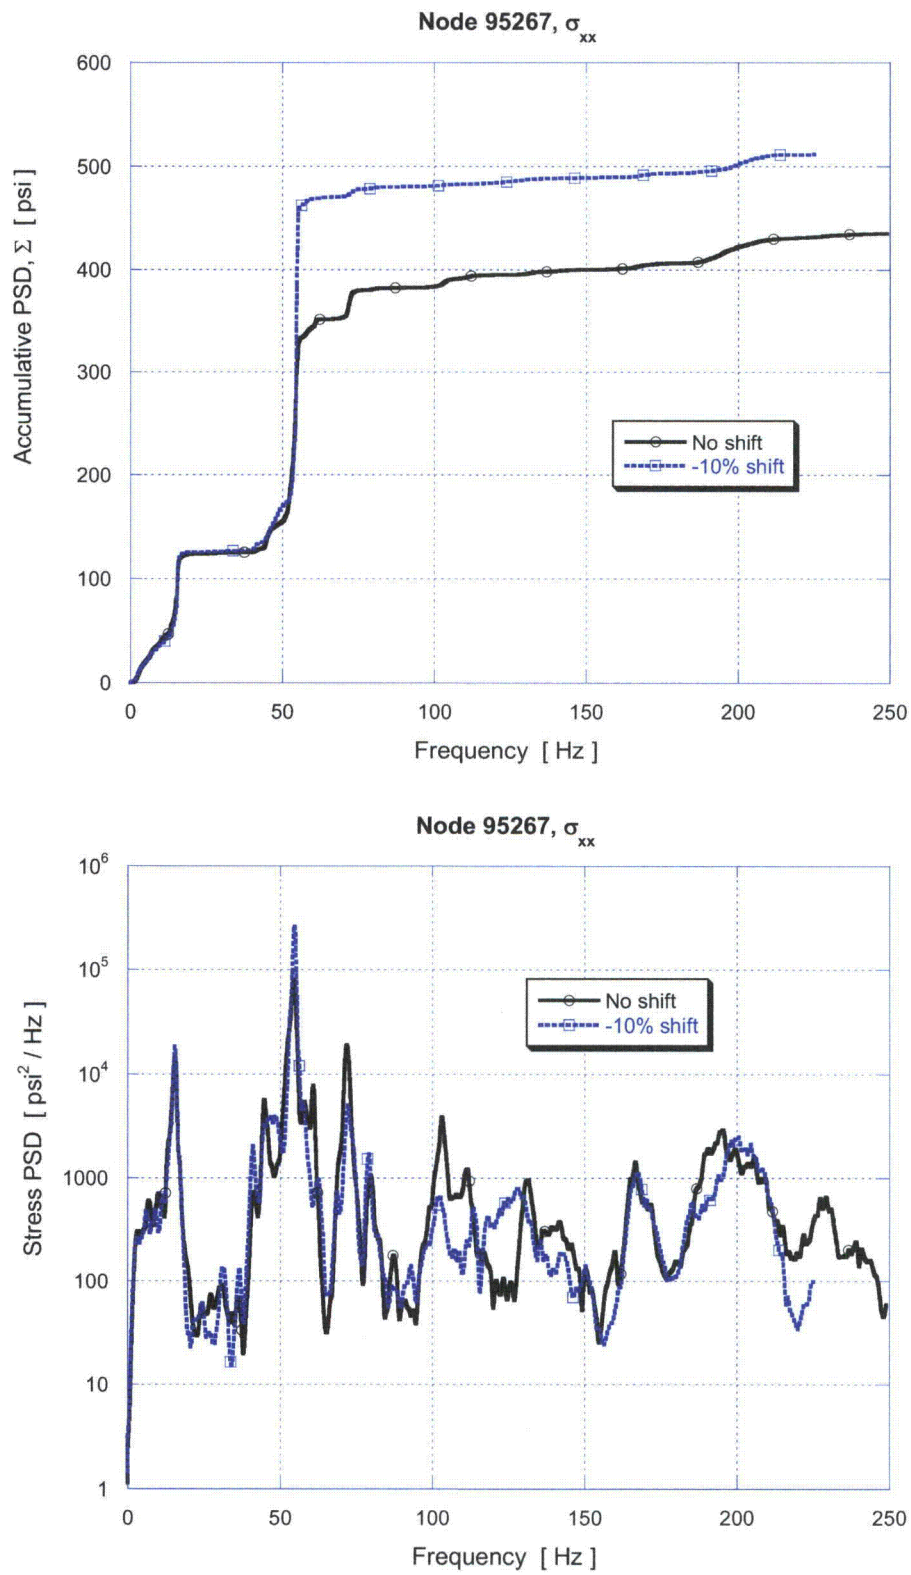 Node 95267, σxx
600
500
400
300
200
100
0
Accumulative PSD, Σ [ psi ]
No shift
-10% shift
0 50 100 150 200 250
Frequency [ Hz ]
Node 95267, σxx
10^6
10^5
10^4
1000
100
10
1
Stress PSD [ psi^2 / Hz ]
No shift
-10% shift
0 50 100 150 200 250
Frequency [ Hz ]